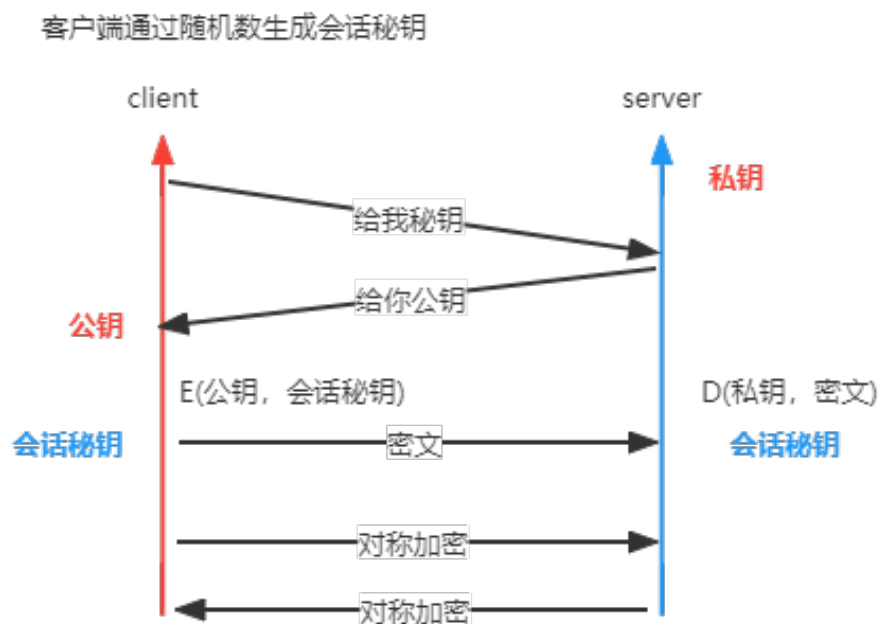 客户端通过随机数生成会话秘钥
client
server
私钥
给我秘钥
给你公钥
公钥
E(公钥，会话秘钥)
D(私钥，密文)
会话秘钥
密文
会话秘钥
对称加密
对称加密